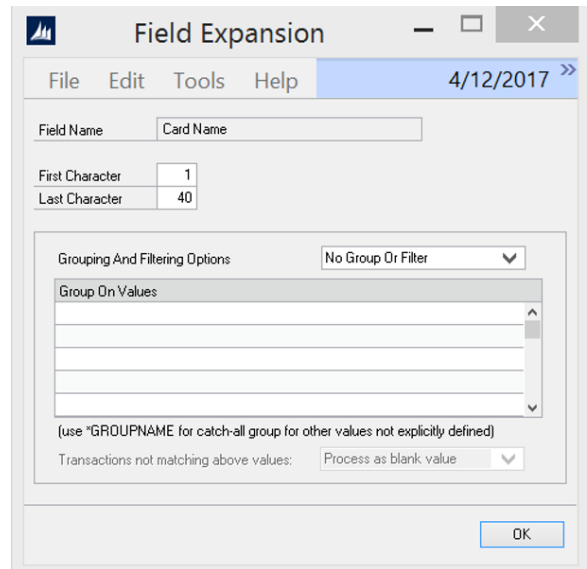 Field Expansion
File Edit Tools Help 4/12/2017 »
Field Name Card Name
First Character 1
Last Character 40
Grouping And Filtering Options No Group Or Filter
Group On Values
(use *GROUPNAME for catch-all group for other values not explicitly defined)
Transactions not matching above values: Process as blank value
OK